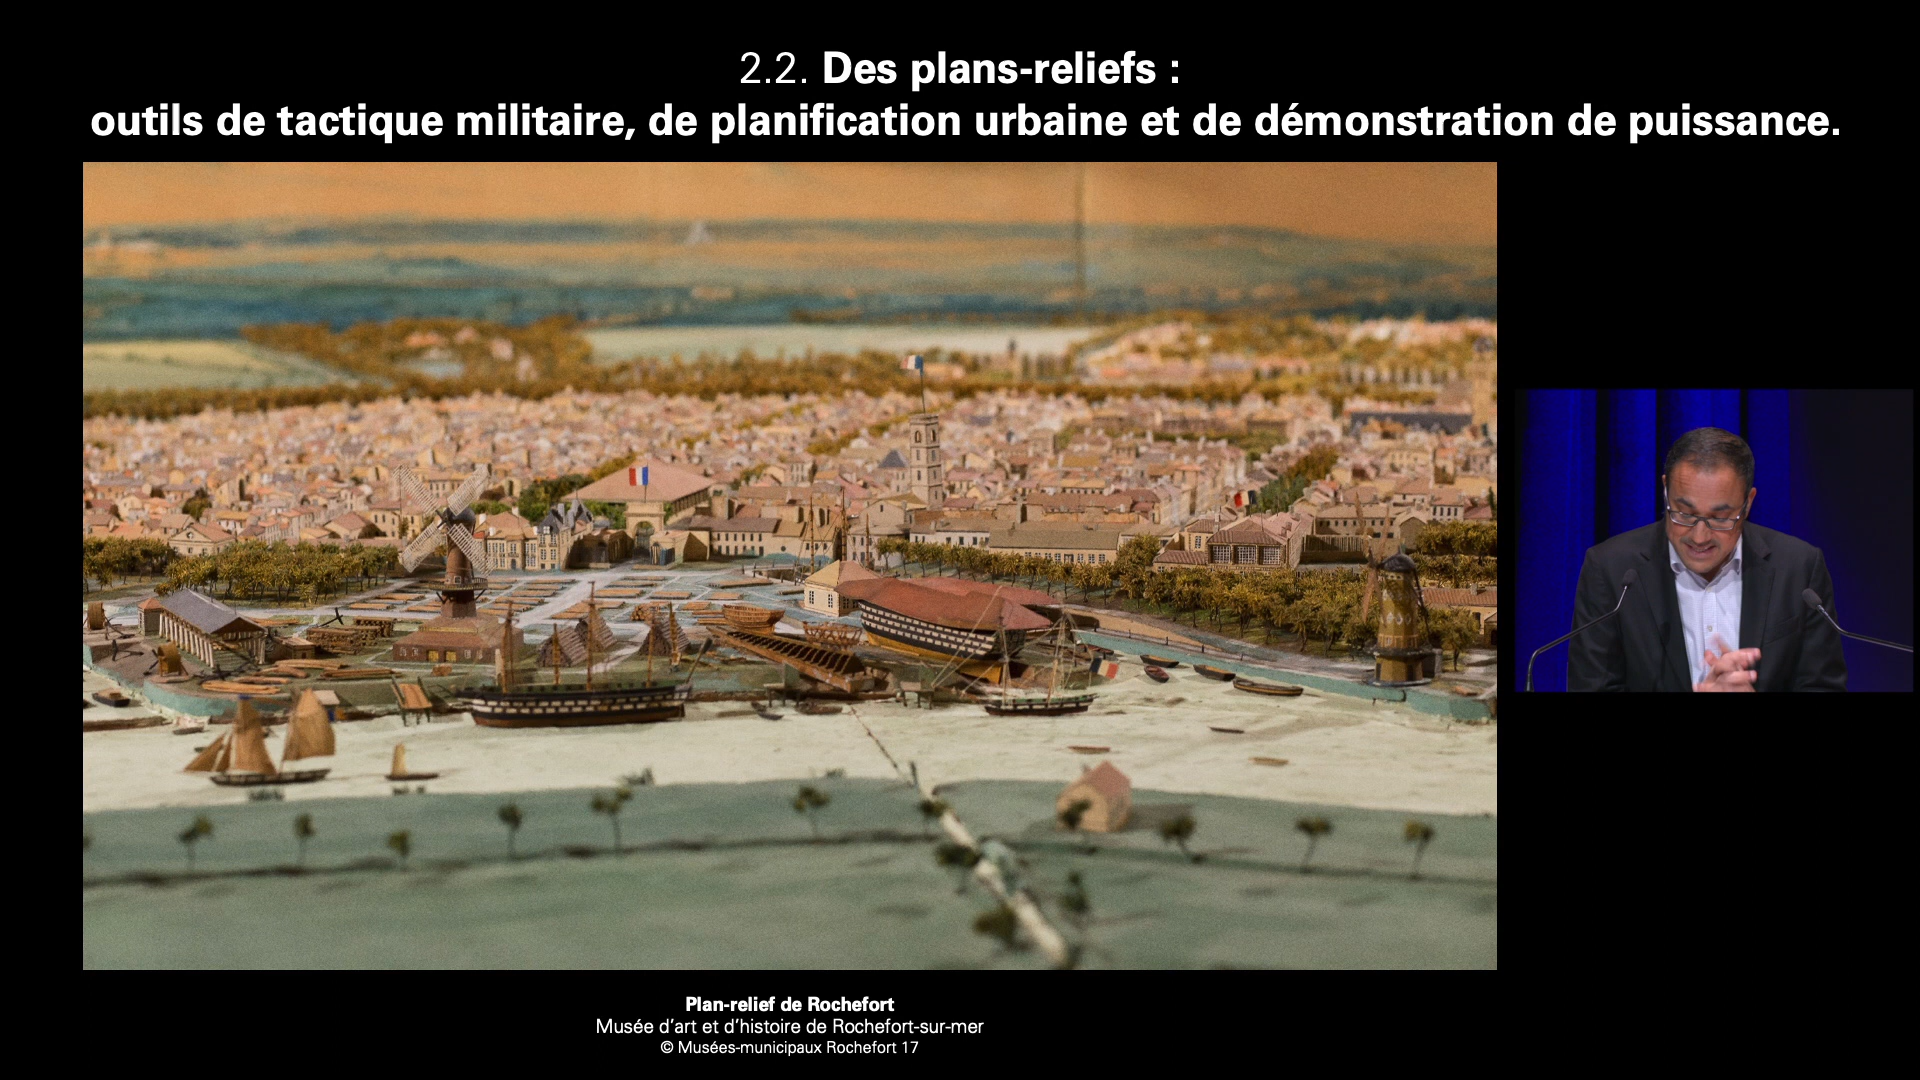 2.2. Des plans-reliefs :
outils de tactique militaire, de planification urbaine et de démonstration de puissance.
Plan-relief de Rochefort
Musée d'art et d'histoire de Rochefort-sur-mer
© Musées-municipaux Rochefort 17